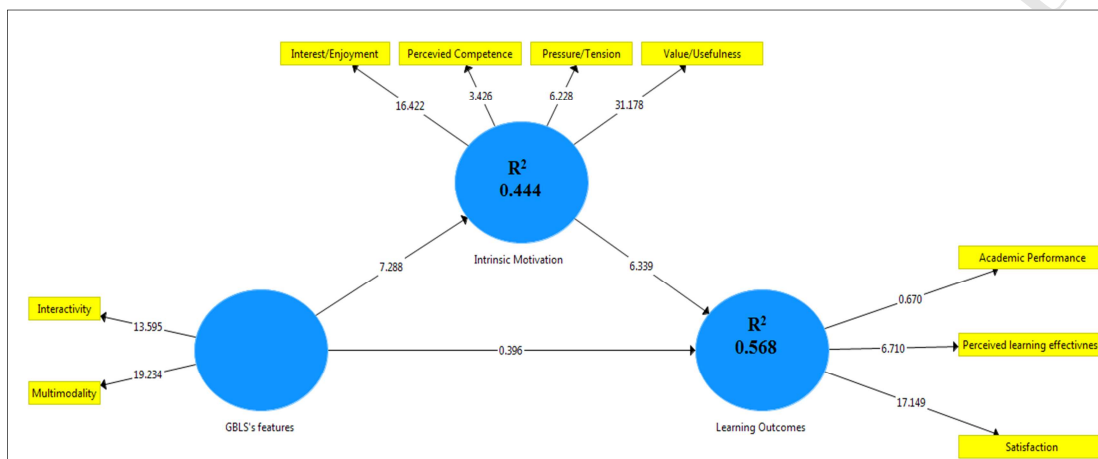 Interest/Enjoyment
Percevied Competence
Pressure/Tension
Value/Usefulness
16.422
3.426
6.228
31.178
R²
0.444
Intrinsic Motivation
7.288
6.339
Interactivity
13.595
Multimodality
19.234
GBLS's features
0.396
R²
0.568
Learning Outcomes
Academic Performance
0.670
Perceived learning effectivnes
6.710
17.149
Satisfaction